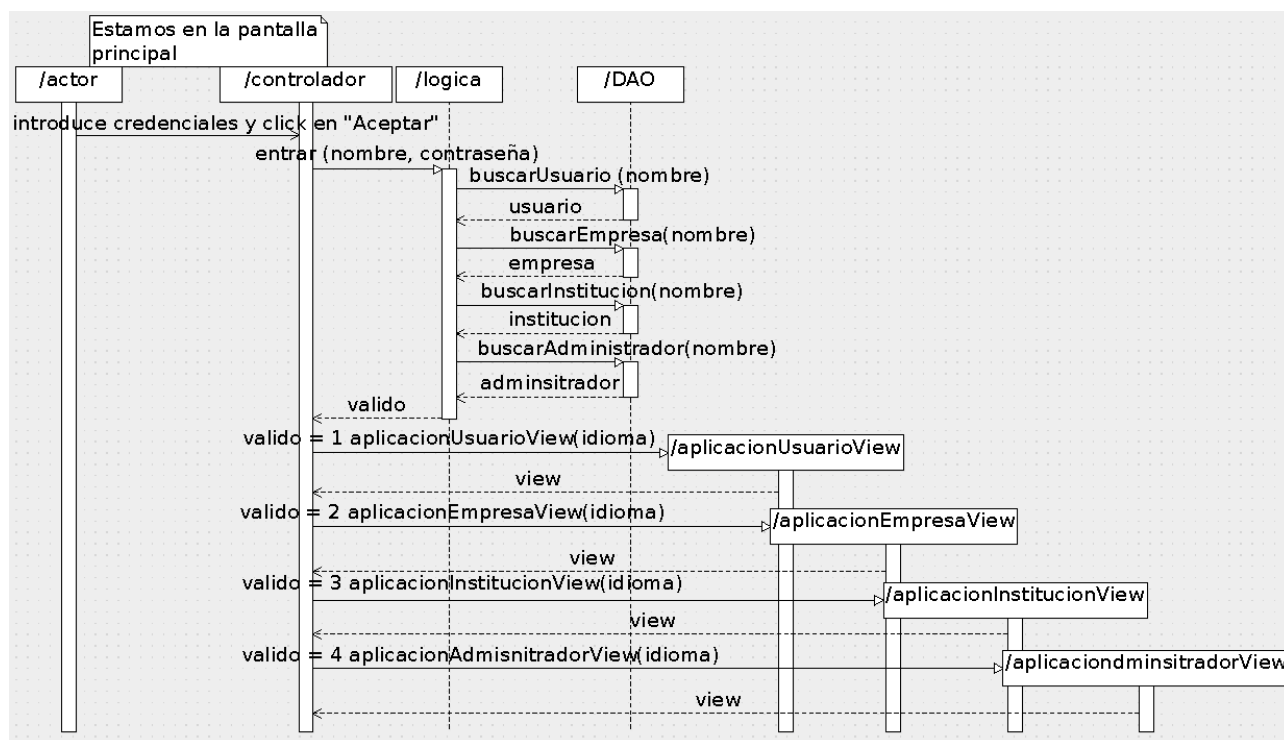 Estamos en la pantalla
principal
/actor
/controlador
/logica
/DAO
introduce credenciales y click en "Aceptar"
entrar (nombre, contraseña)
buscarUsuario (nombre)
usuario
buscarEmpresa(nombre)
empresa
buscarInstitucion(nombre)
institucion
buscarAdministrador(nombre)
adminsitrador
valido
valido = 1 aplicacionUsuarioView(idioma)
/aplicacionUsuarioView
view
valido = 2 aplicacionEmpresaView(idioma)
/aplicacionEmpresaView
view
valido = 3 aplicacionInstitucionView(idioma)
/aplicacionInstitucionView
view
valido = 4 aplicacionAdmisnitradorView(idioma)
/aplicaciondminsitradorView
view